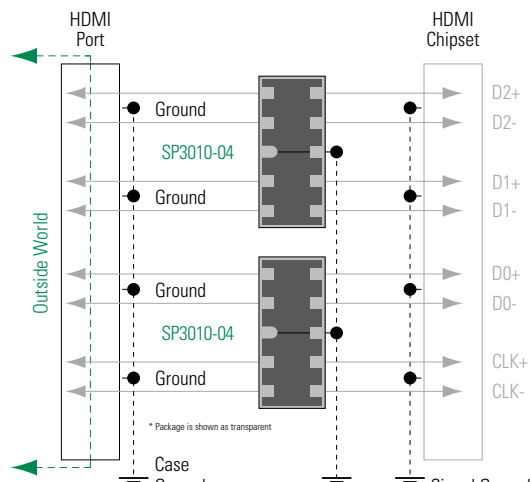 HDMI
Port
HDMI
Chipset
D2+
Ground
D2-
SP3010-04
D1+
Ground
D1-
Outside World
D0+
Ground
D0-
SP3010-04
CLK+
Ground
CLK-
* Package is shown as transparent
Case